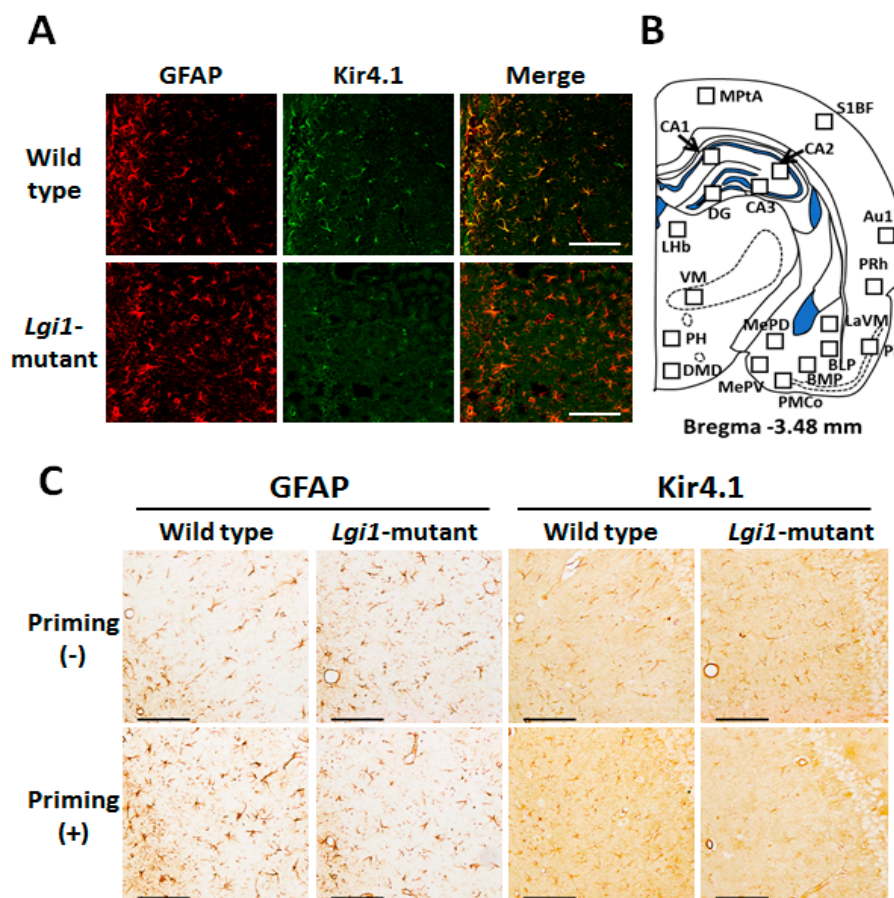 A
GFAP Kir4.1 Merge
Wild
type
Lgi1-
mutant
B
MPtA
S1BF
CA1
CA2
DG
CA3
Au1
LHb
PRh
VM
MePD
LaVM
PH
P
DMD
BLP
MePV
BMP
PMCo
Bregma -3.48 mm
C
GFAP Kir4.1
Wild type Lgi1-mutant Wild type Lgi1-mutant
Priming
(-)
Priming
(+)